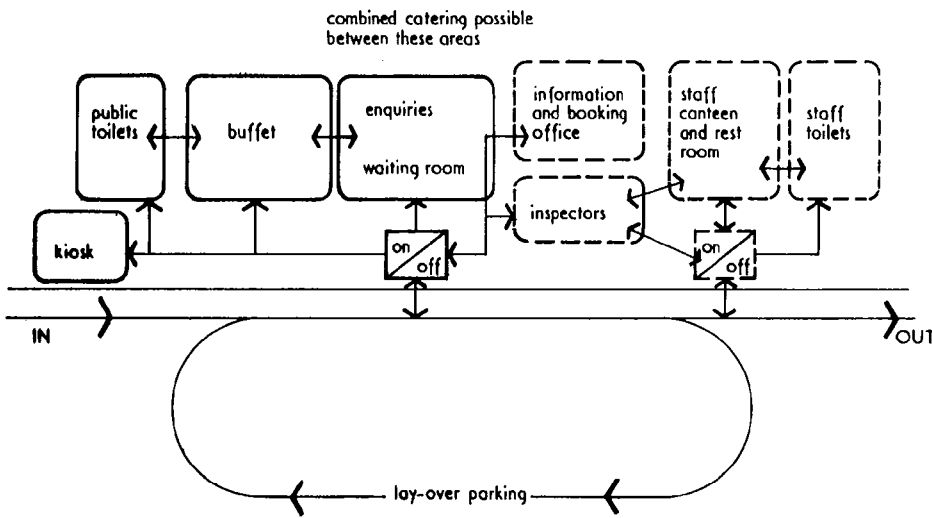 combined catering possible
between these areas
public
toilets
buffet
enquiries
waiting room
information
and booking
office
staff
canteen
and rest
room
staff
toilets
inspectors
kiosk
on
off
on
off
IN
OUT
lay-over parking